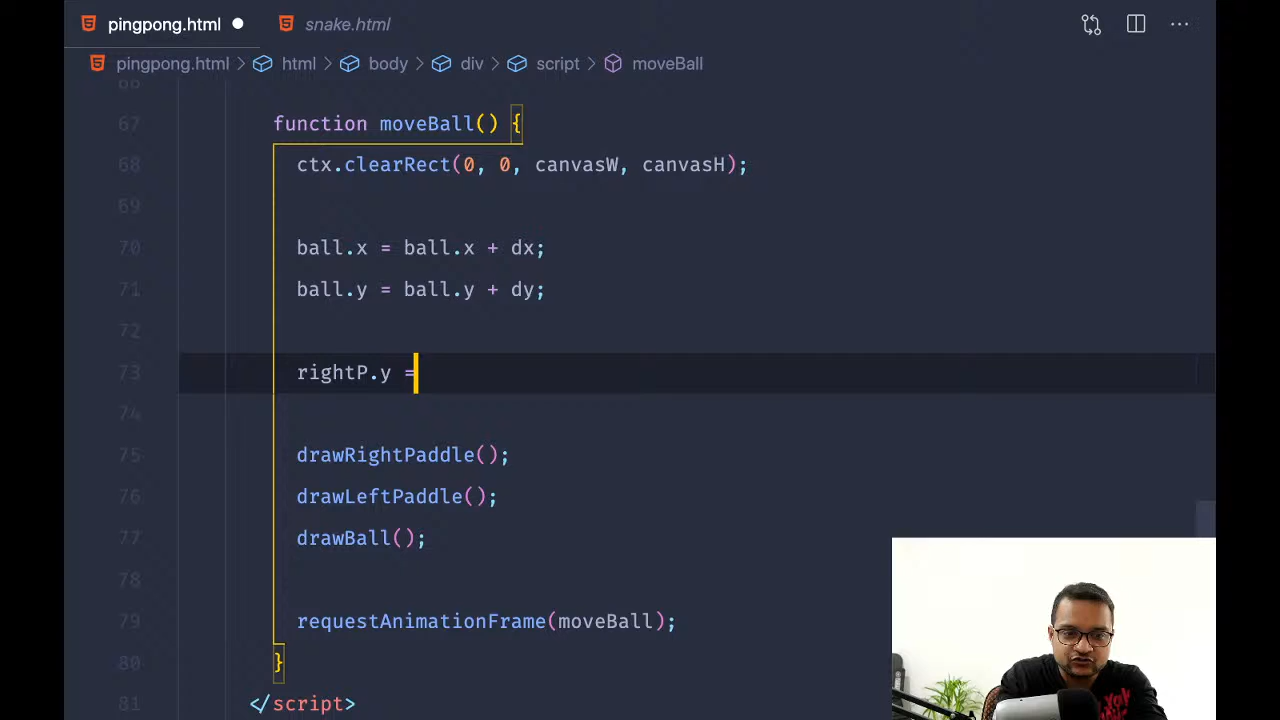 pingpong.html snake.html
pingpong.html > html > body > div > script > moveBall
66
67 function moveBall() {
68 ctx.clearRect(0, 0, canvasW, canvasH);
69
70 ball.x = ball.x + dx;
71 ball.y = ball.y + dy;
72
73 rightP.y =
74
75 drawRightPaddle();
76 drawLeftPaddle();
77 drawBall();
78
79 requestAnimationFrame(moveBall);
80 }
81 </script>